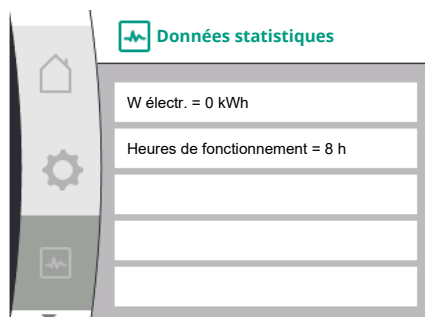 Données statistiques
W électr. = 0 kWh
Heures de fonctionnement = 8 h